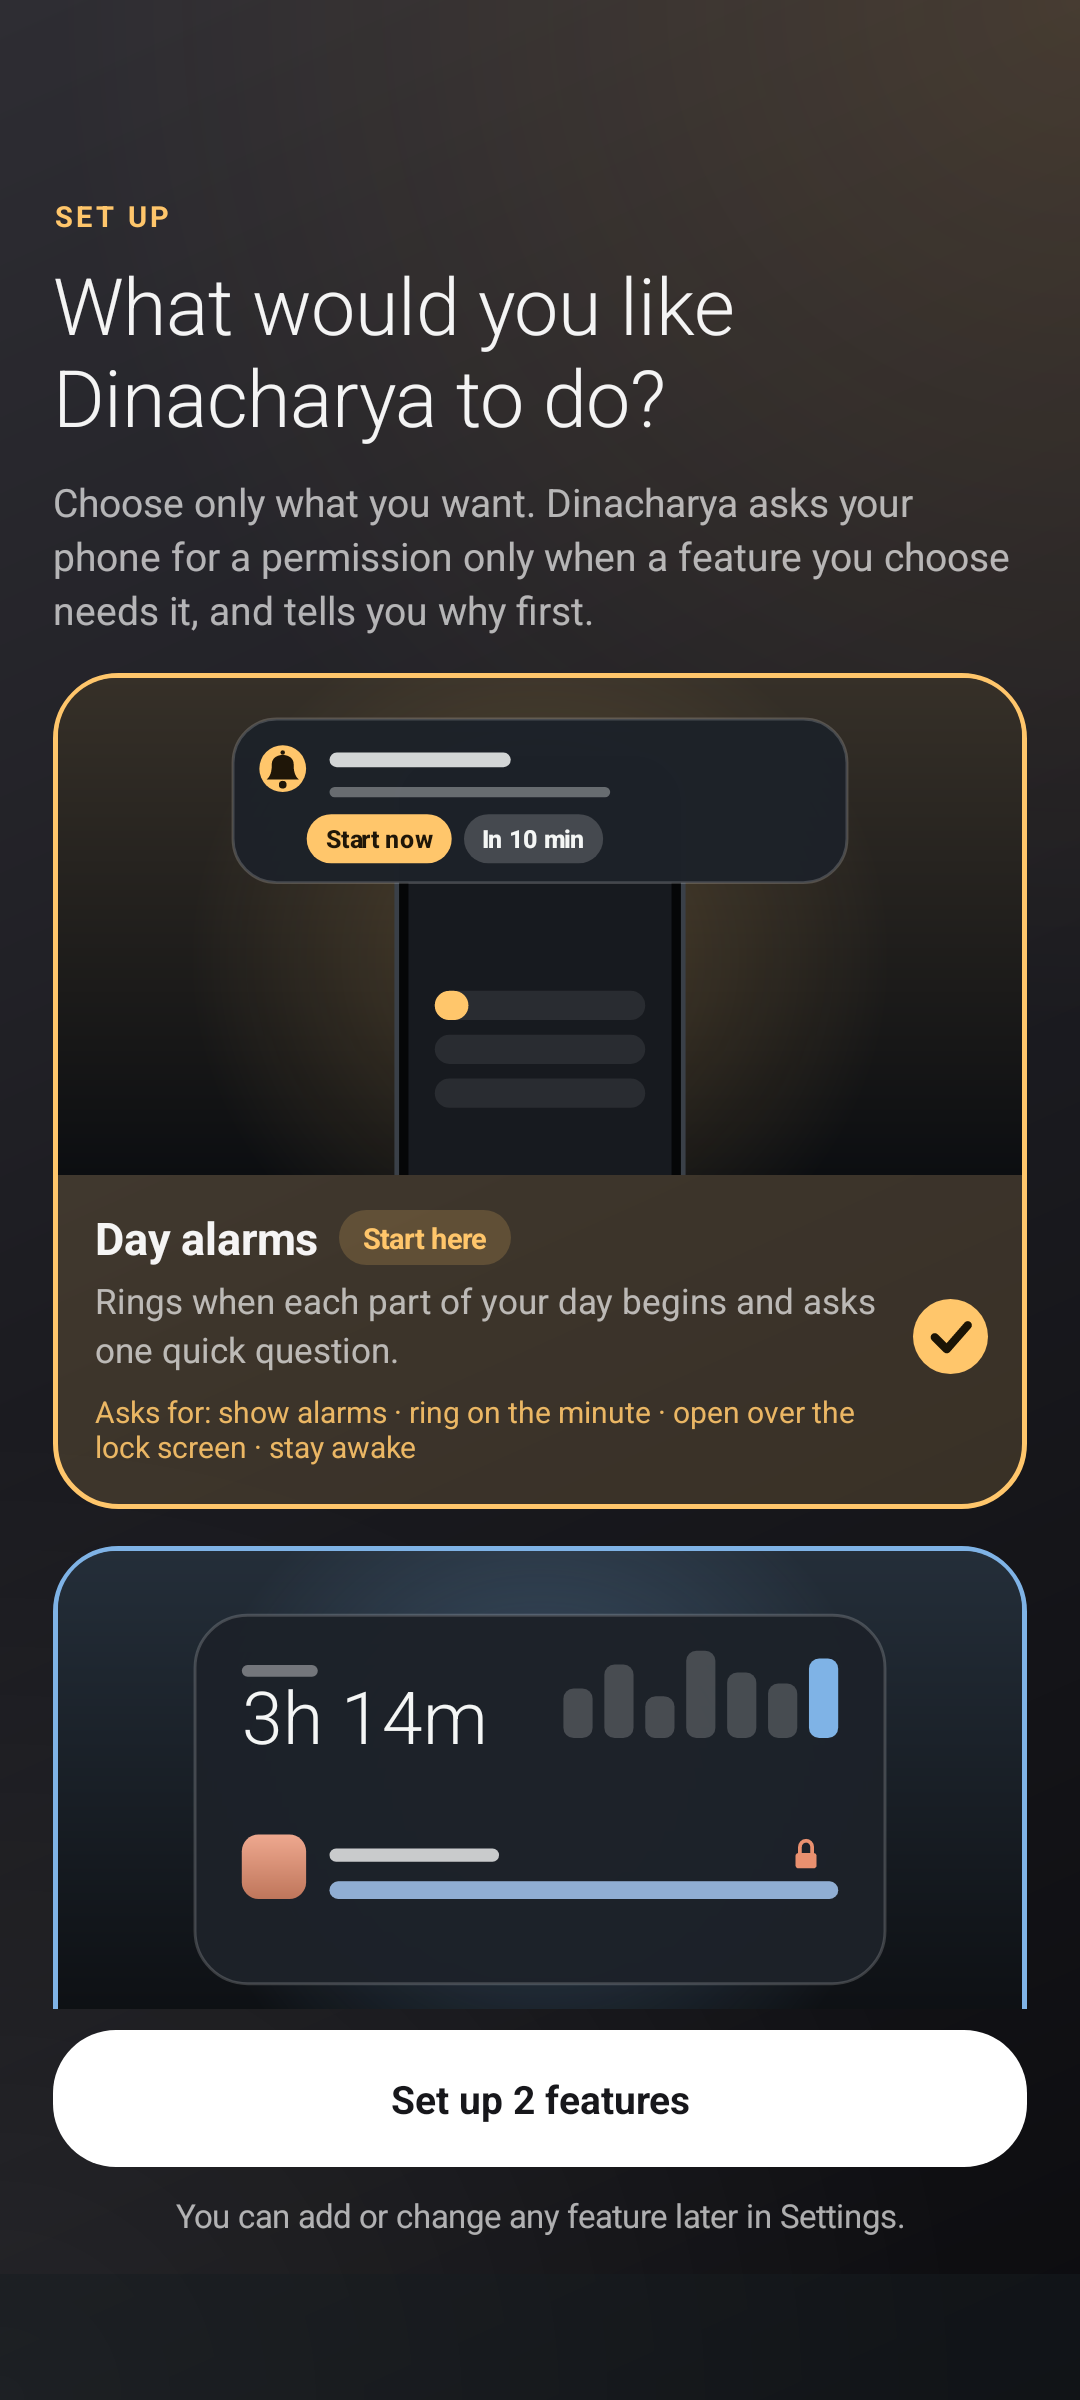 SET UP
What would you like
Dinacharya to do?
Choose only what you want. Dinacharya asks your
phone for a permission only when a feature you choose
needs it, and tells you why first.
Start now
In 10 min
Day alarms
Start here
Rings when each part of your day begins and asks
one quick question.
Asks for: show alarms · ring on the minute · open over the
lock screen · stay awake
3h 14m
Set up 2 features
You can add or change any feature later in Settings.